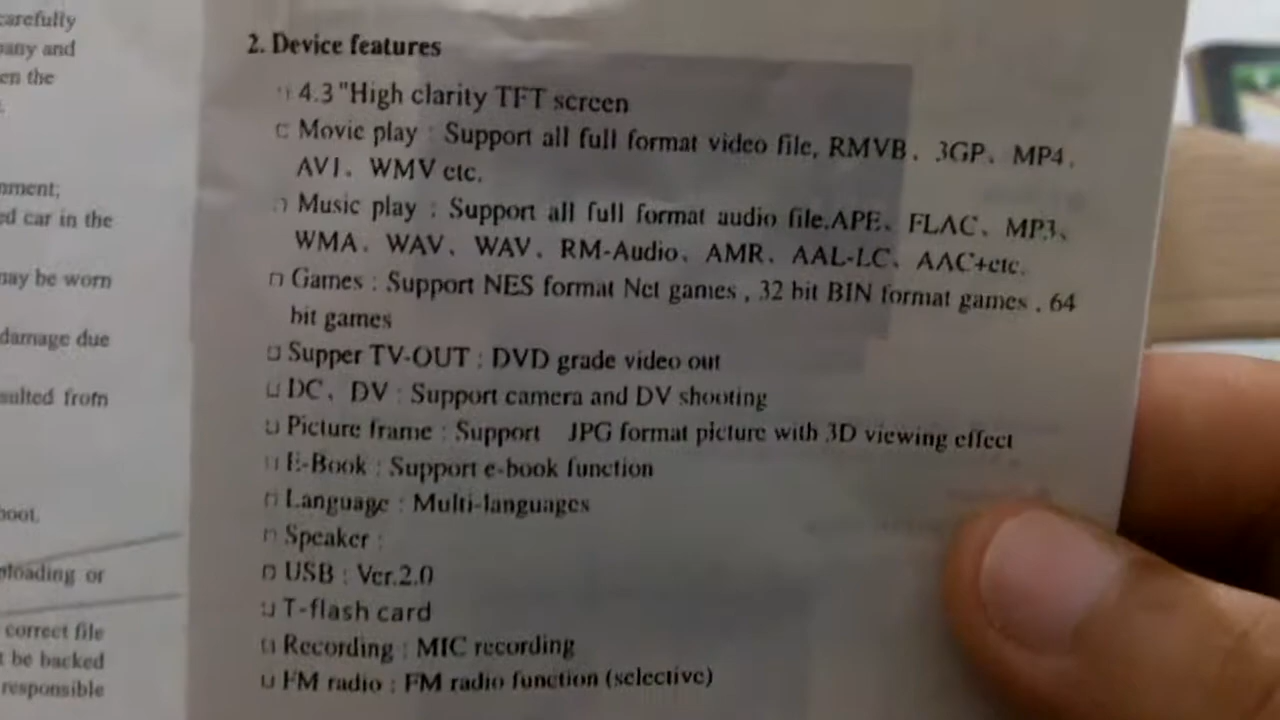 carefully
pany and
en the
nment;
ed car in the
may be worn
damage due
sulted from
boot.
ploading or
correct file
t be backed
responsible
2. Device features
4.3 "High clarity TFT screen
Movie play : Support all full format video file, RMVB、3GP、MP4、
AVI、WMV etc.
Music play : Support all full format audio file.APE、FLAC、MP3、
WMA、WAV、WAV、RM-Audio、AMR、AAL-LC、AAC+etc.
Games : Support NES format Net games , 32 bit BIN format games , 64
bit games
Supper TV-OUT : DVD grade video out
DC、DV : Support camera and DV shooting
Picture frame : Support JPG format picture with 3D viewing effect
E-Book : Support e-book function
Language : Multi-languages
Speaker :
USB : Ver.2.0
T-flash card
Recording : MIC recording
FM radio : FM radio function (selective)